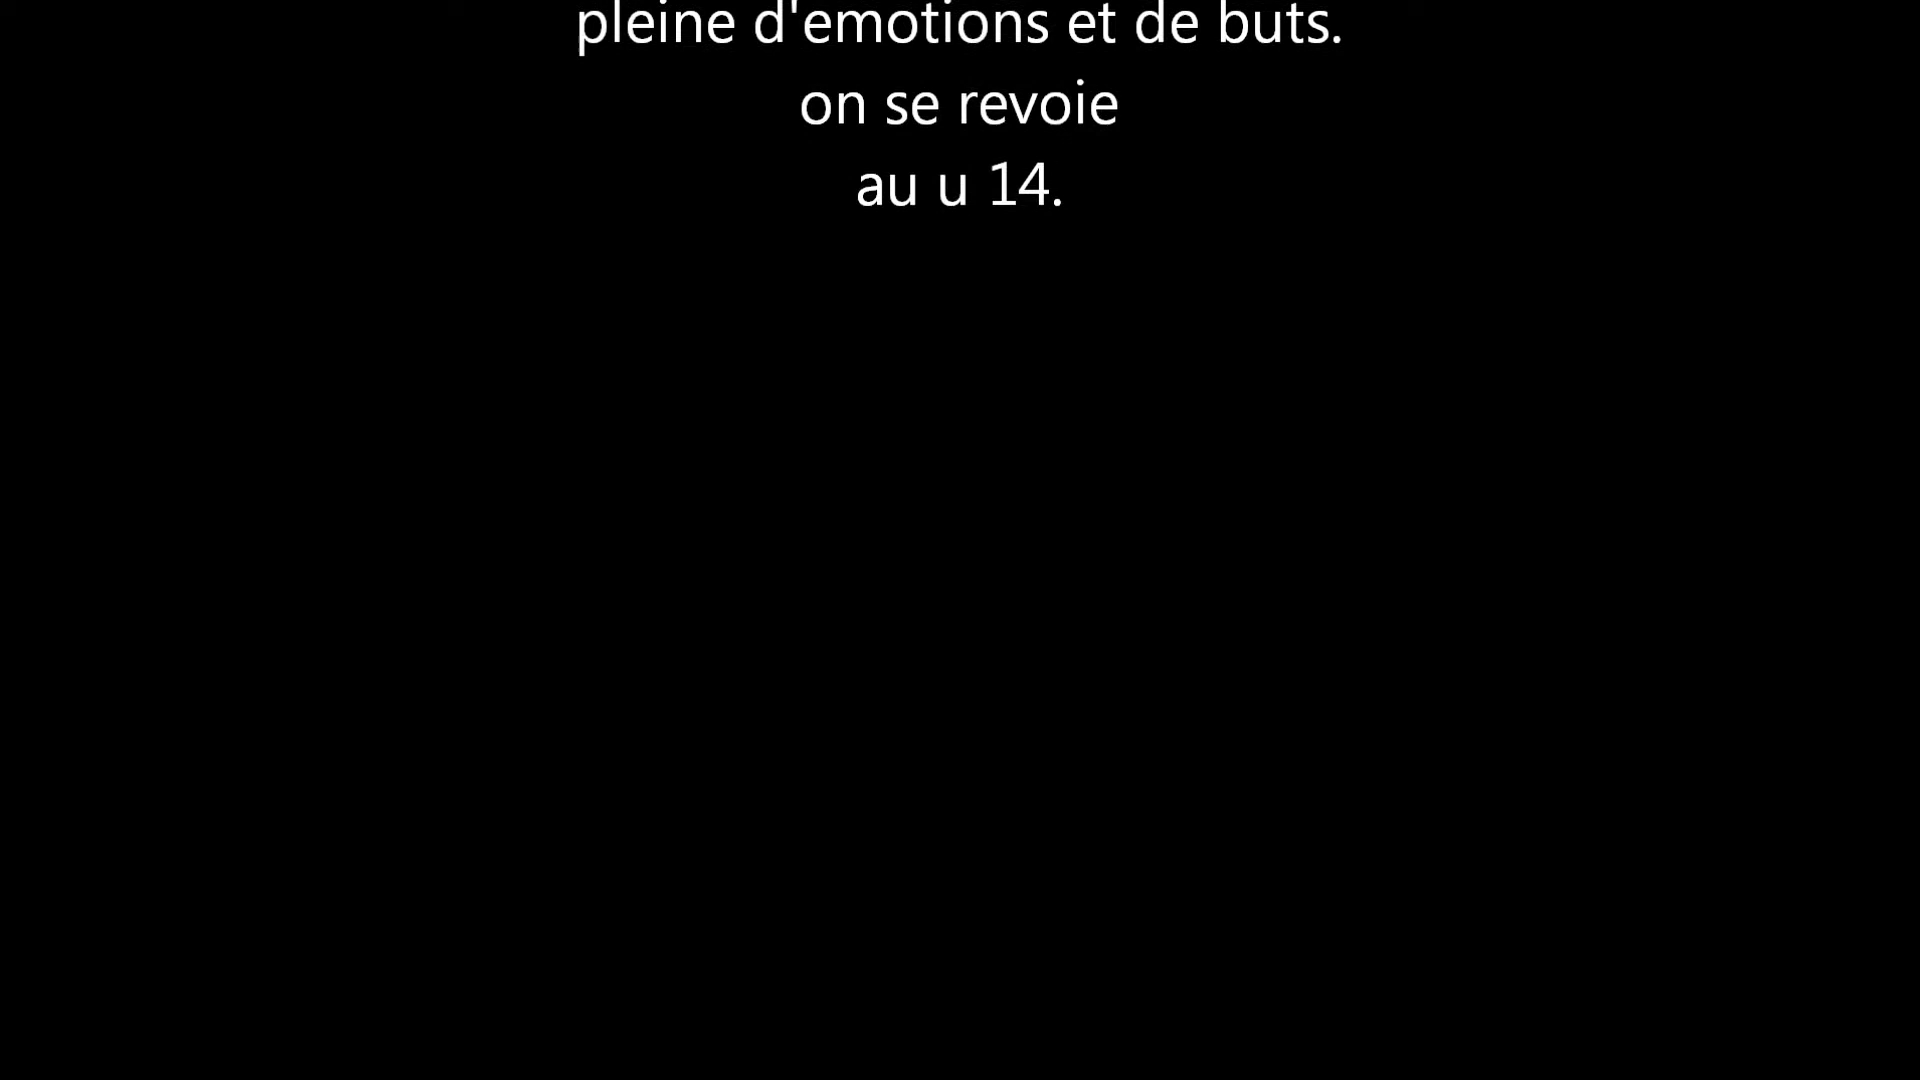 pleine d'emotions et de buts.
on se revoie
au u 14.